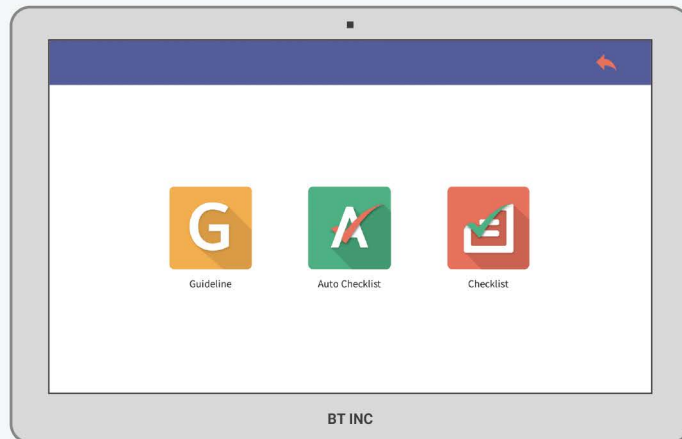 G
A
Guideline
Auto Checklist
Checklist
BT INC